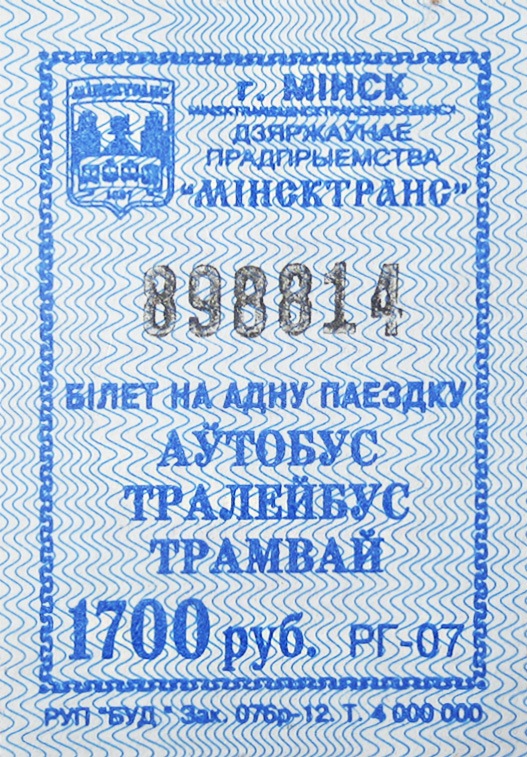 МІНСКТРАНС
г. МІНСК
ДЗЯРЖАЎНАЕ
ПРАДПРЫЕМСТВА
"МІНСКТРАНС"
898814
БІЛЕТ НА АДНУ ПАЕЗДКУ
АЎТОБУС
ТРАЛЕЙБУС
ТРАМВАЙ
1700 руб. РГ-07
РУП "БУД" Зак. 076р-12. Т. 4 000 000